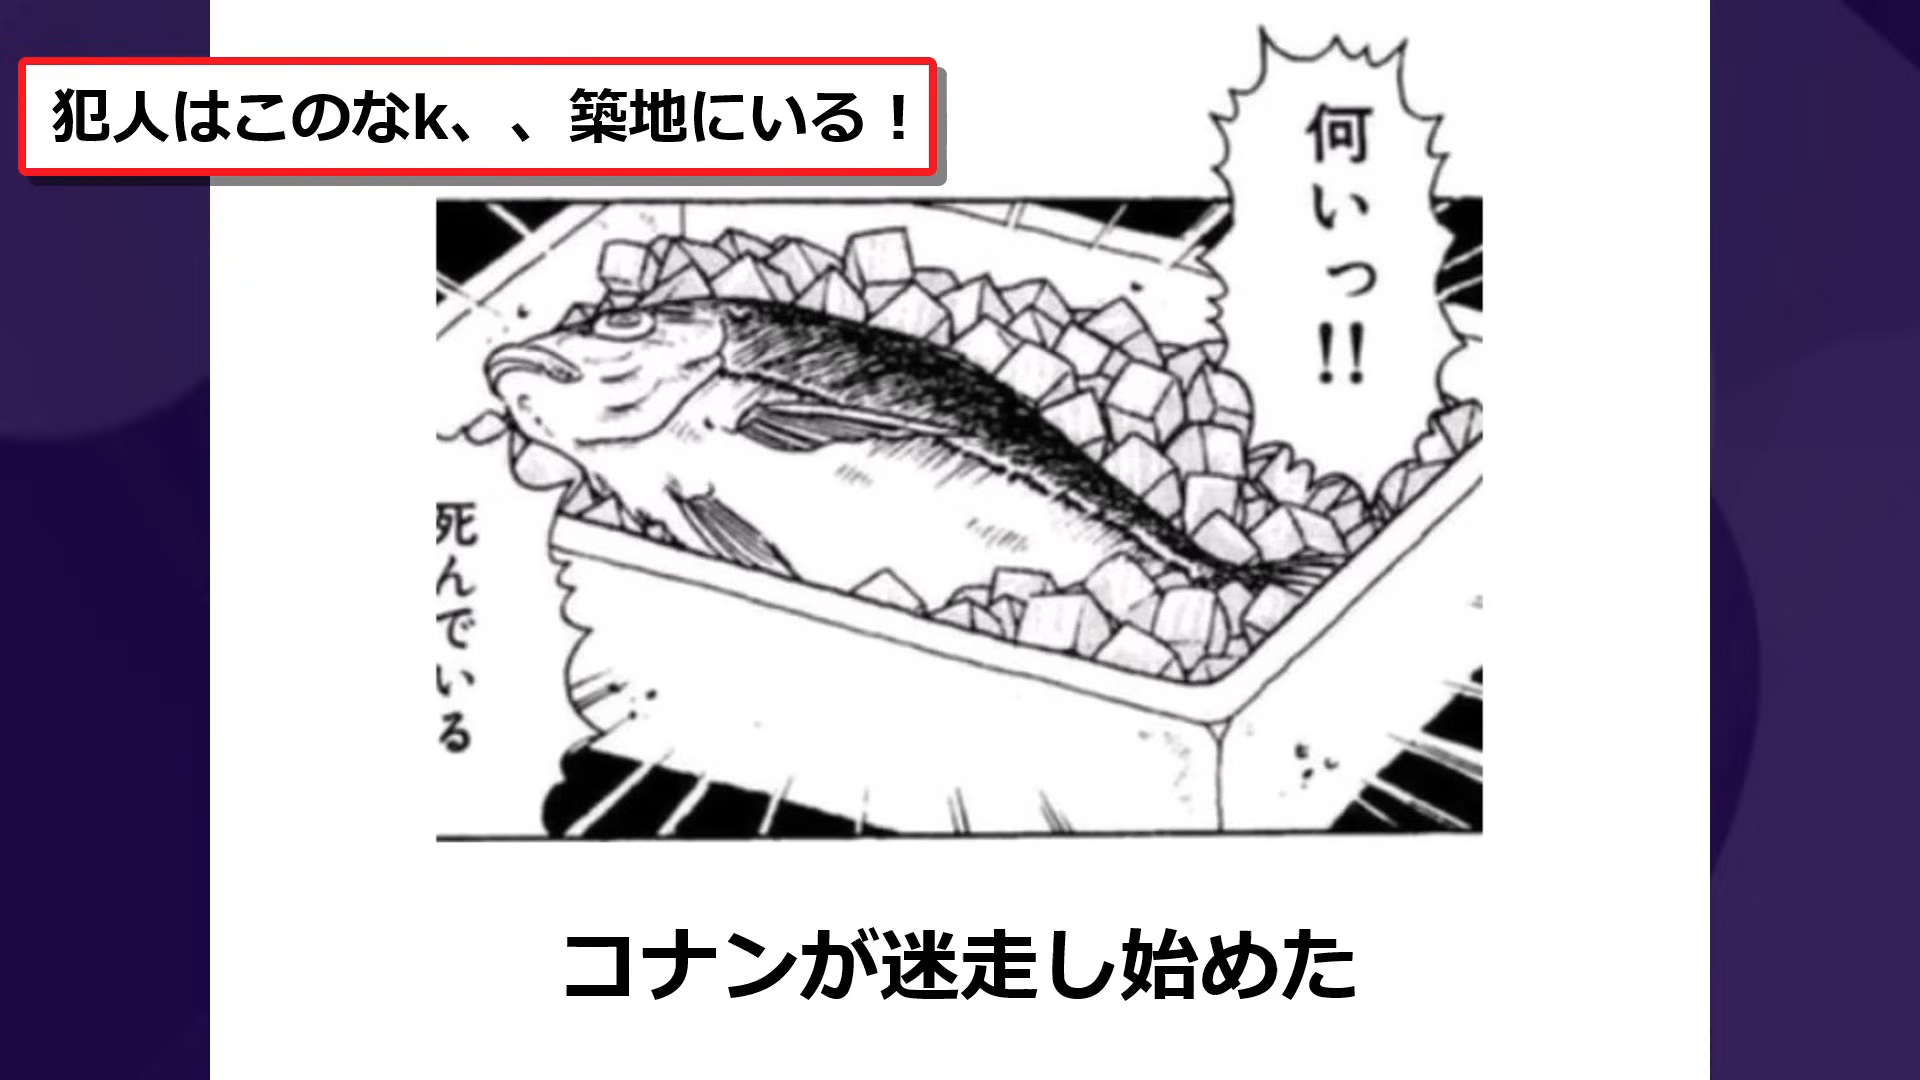 犯人はこのなk、、築地にいる！
何いっ!!
死んでいる
コナンが迷走し始めた